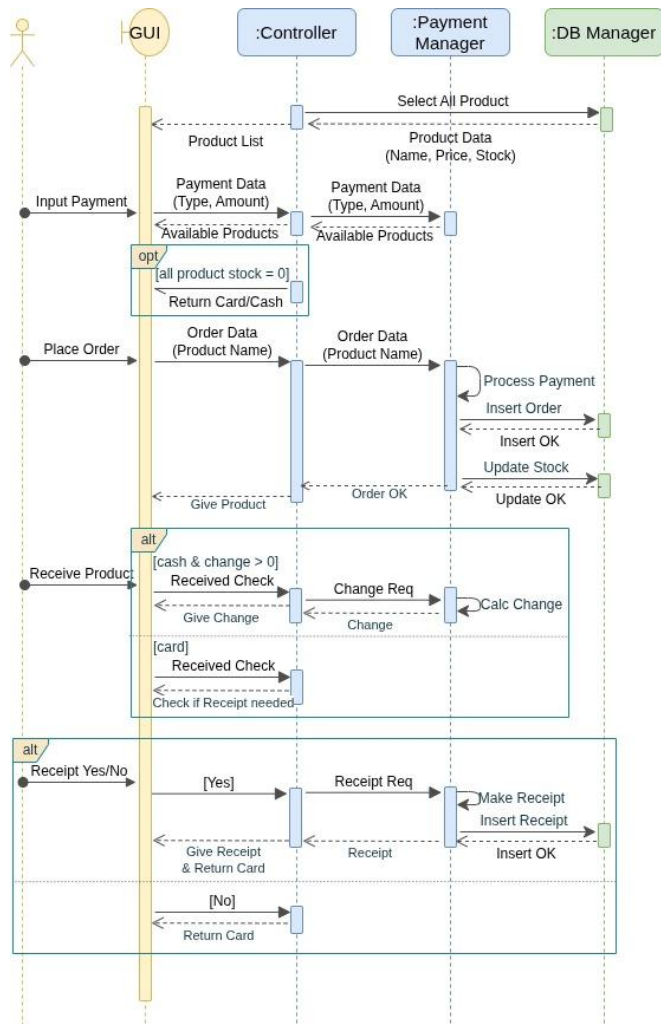 GUI
:Controller
:Payment
Manager
:DB Manager
Select All Product
Product List
Product Data
(Name, Price, Stock)
Input Payment
Payment Data
(Type, Amount)
Payment Data
(Type, Amount)
Available Products
Available Products
opt
[all product stock = 0]
Return Card/Cash
Place Order
Order Data
(Product Name)
Order Data
(Product Name)
Process Payment
Insert Order
Insert OK
Update Stock
Update OK
Order OK
Give Product
alt
[cash & change > 0]
Receive Product
Received Check
Change Req
Calc Change
Give Change
Change
[card]
Received Check
Check if Receipt needed
alt
Receipt Yes/No
[Yes]
Receipt Req
Make Receipt
Insert Receipt
Insert OK
Receipt
Give Receipt
& Return Card
[No]
Return Card